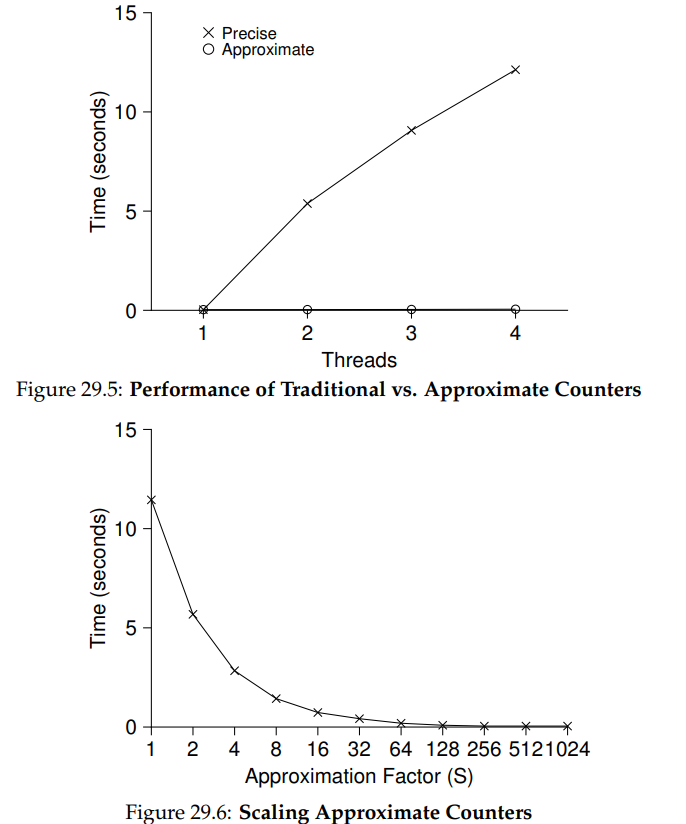 15
× Precise
○ Approximate
10
Time (seconds)
5
0
1 2 3 4
Threads
Figure 29.5: Performance of Traditional vs. Approximate Counters
15
10
Time (seconds)
5
0
1 2 4 8 16 32 64 128 256 512 1024
Approximation Factor (S)
Figure 29.6: Scaling Approximate Counters